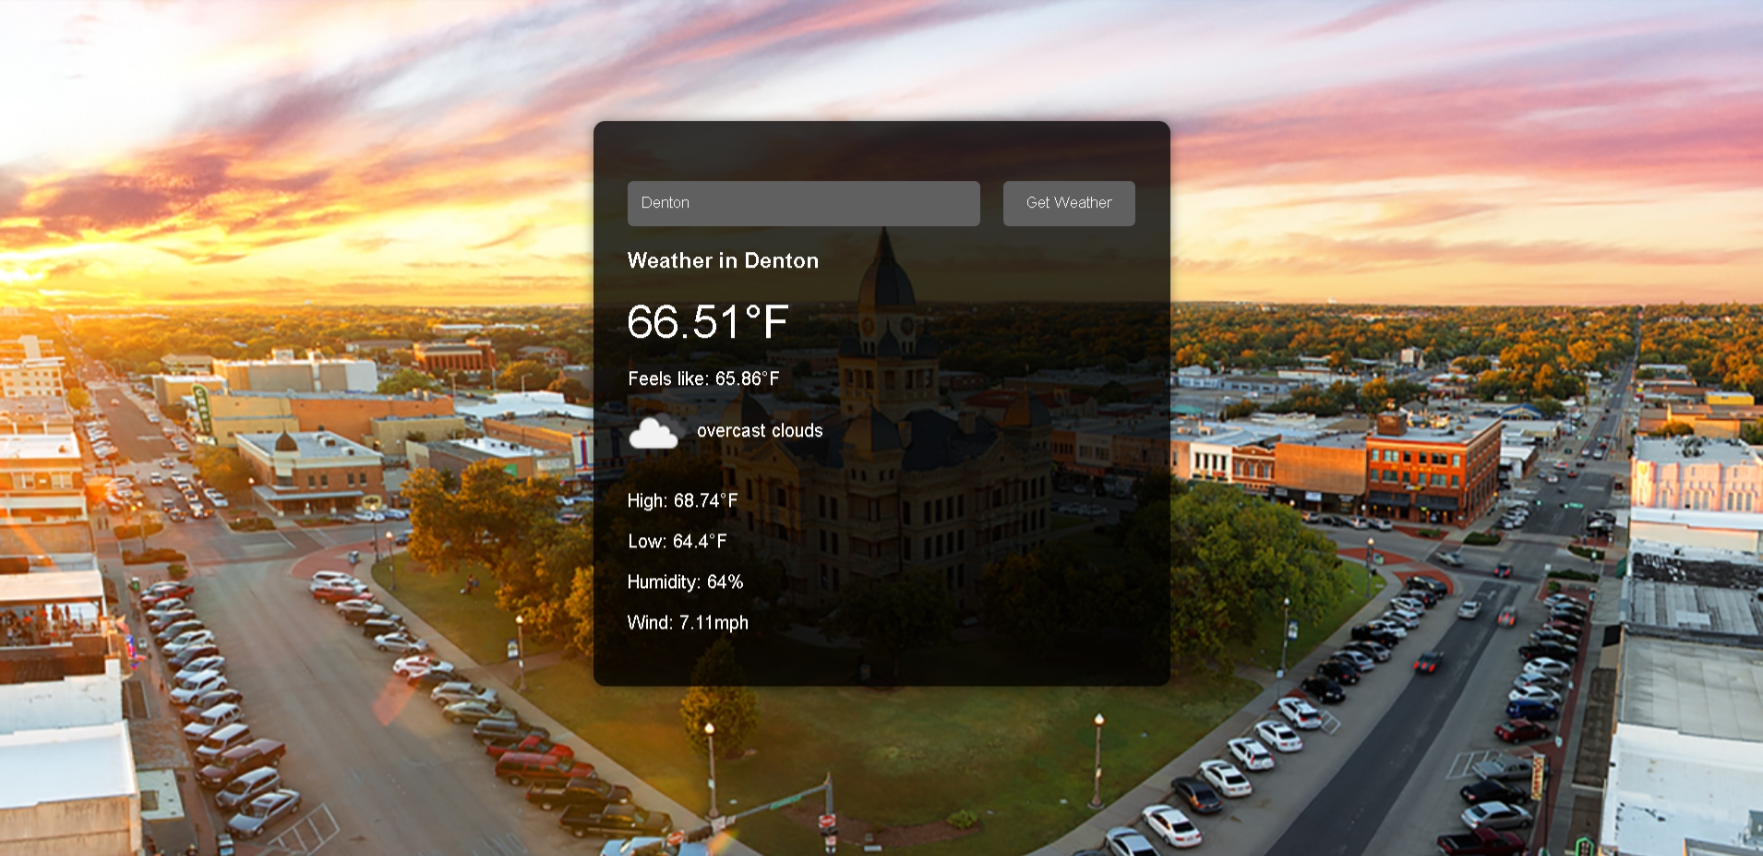 Denton
Get Weather
Weather in Denton
66.51°F
Feels like: 65.86°F
overcast clouds
High: 68.74°F
Low: 64.4°F
Humidity: 64%
Wind: 7.11mph